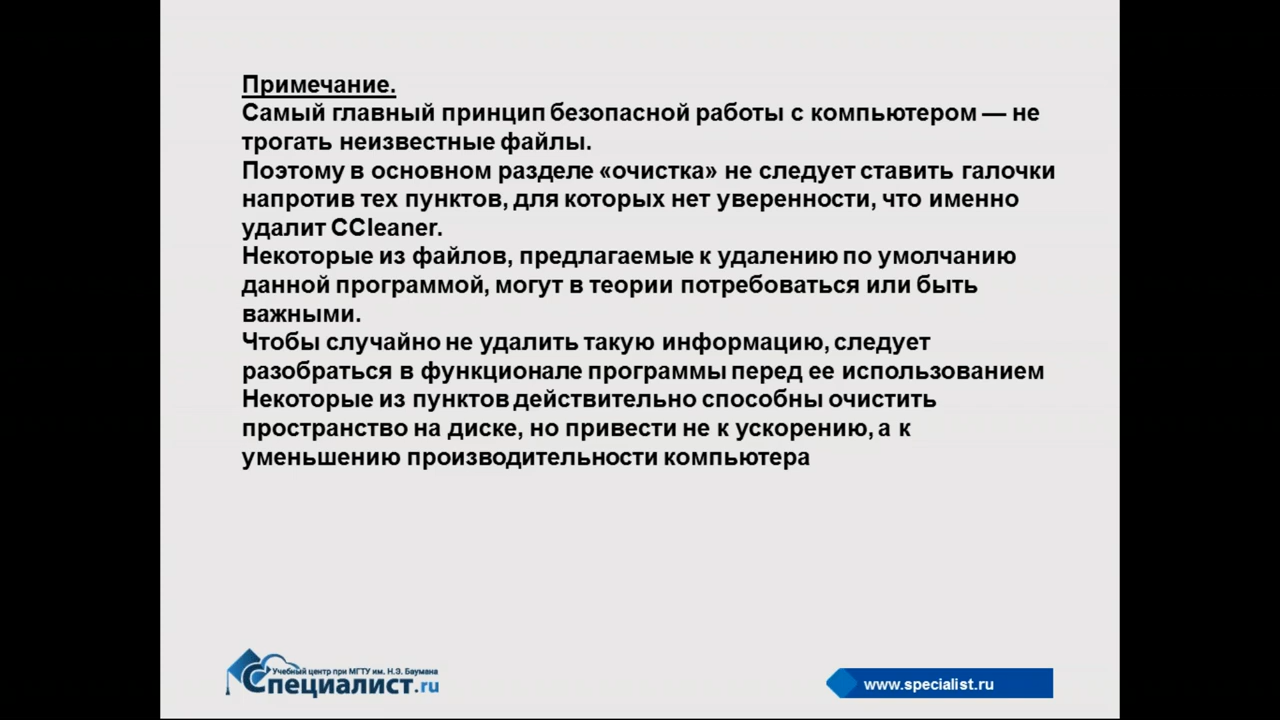 Примечание.
Самый главный принцип безопасной работы с компьютером — не
трогать неизвестные файлы.
Поэтому в основном разделе «очистка» не следует ставить галочки
напротив тех пунктов, для которых нет уверенности, что именно
удалит CCleaner.
Некоторые из файлов, предлагаемые к удалению по умолчанию
данной программой, могут в теории потребоваться или быть
важными.
Чтобы случайно не удалить такую информацию, следует
разобраться в функционале программы перед ее использованием
Некоторые из пунктов действительно способны очистить
пространство на диске, но привести не к ускорению, а к
уменьшению производительности компьютера
Учебный центр при МГТУ им. Н.Э. Баумана
Специалист.ru
www.specialist.ru